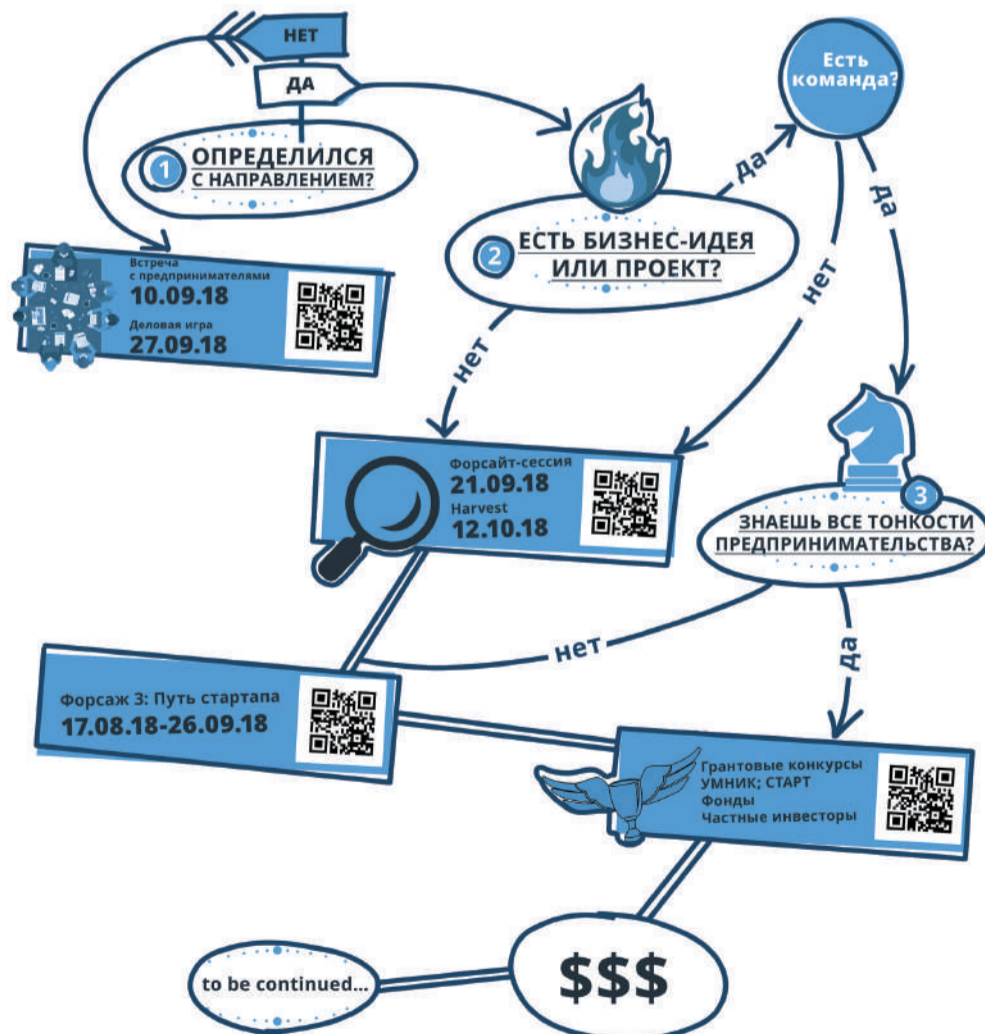 НЕТ
ДА
1
ОПРЕДЕЛИЛСЯ
С НАПРАВЛЕНИЕМ?
Встреча
с предпринимателями
10.09.18
Деловая игра
27.09.18
2
ЕСТЬ БИЗНЕС-ИДЕЯ
ИЛИ ПРОЕКТ?
да
Есть
команда?
нет
да
нет
Форсайт-сессия
21.09.18
Harvest
12.10.18
3
ЗНАЕШЬ ВСЕ ТОНКОСТИ
ПРЕДПРИНИМАТЕЛЬСТВА?
нет
да
Форсаж 3: Путь стартапа
17.08.18-26.09.18
Грантовые конкурсы
УМНИК; СТАРТ
Фонды
Частные инвесторы
$$$
to be continued...